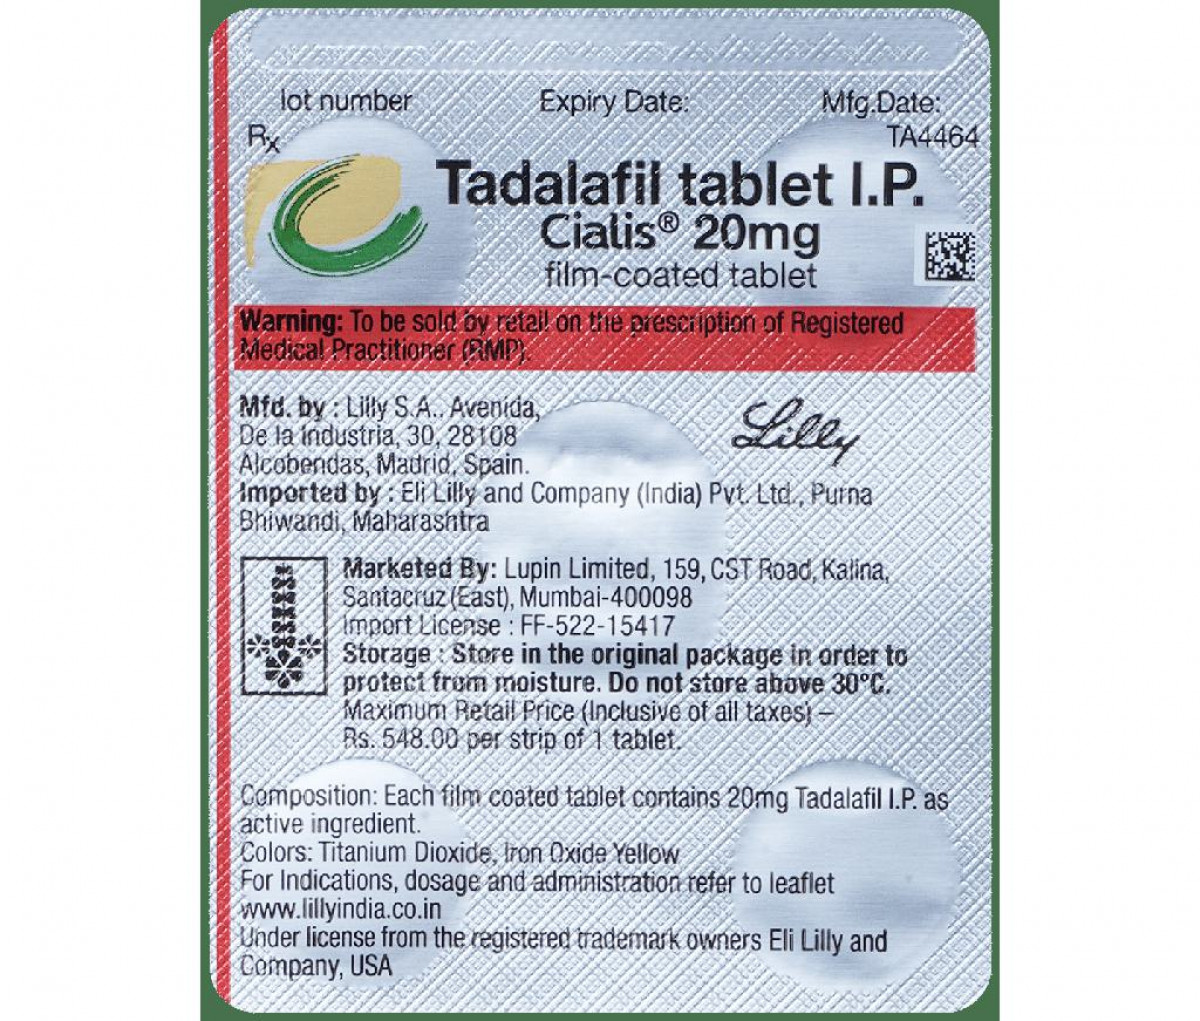 lot number Expiry Date: Mfg.Date:
Rx TA4464
Tadalafil tablet I.P.
Cialis® 20mg
film-coated tablet
Warning: To be sold by retail on the prescription of Registered
Medical Practitioner (RMP).
Mfd. by : Lilly S.A., Avenida,
De la Industria, 30, 28108
Alcobendas, Madrid, Spain.
Lilly
Imported by : Eli Lilly and Company (India) Pvt. Ltd., Purna
Bhiwandi, Maharashtra
Marketed By: Lupin Limited, 159, CST Road, Kalina,
Santacruz (East), Mumbai-400098
Import License : FF-522-15417
Storage : Store in the original package in order to
protect from moisture. Do not store above 30°C.
Maximum Retail Price (Inclusive of all taxes) –
Rs. 548.00 per strip of 1 tablet.
Composition: Each film coated tablet contains 20mg Tadalafil I.P. as
active ingredient.
Colors: Titanium Dioxide, Iron Oxide Yellow
For Indications, dosage and administration refer to leaflet
www.lillyindia.co.in
Under license from the registered trademark owners Eli Lilly and
Company, USA